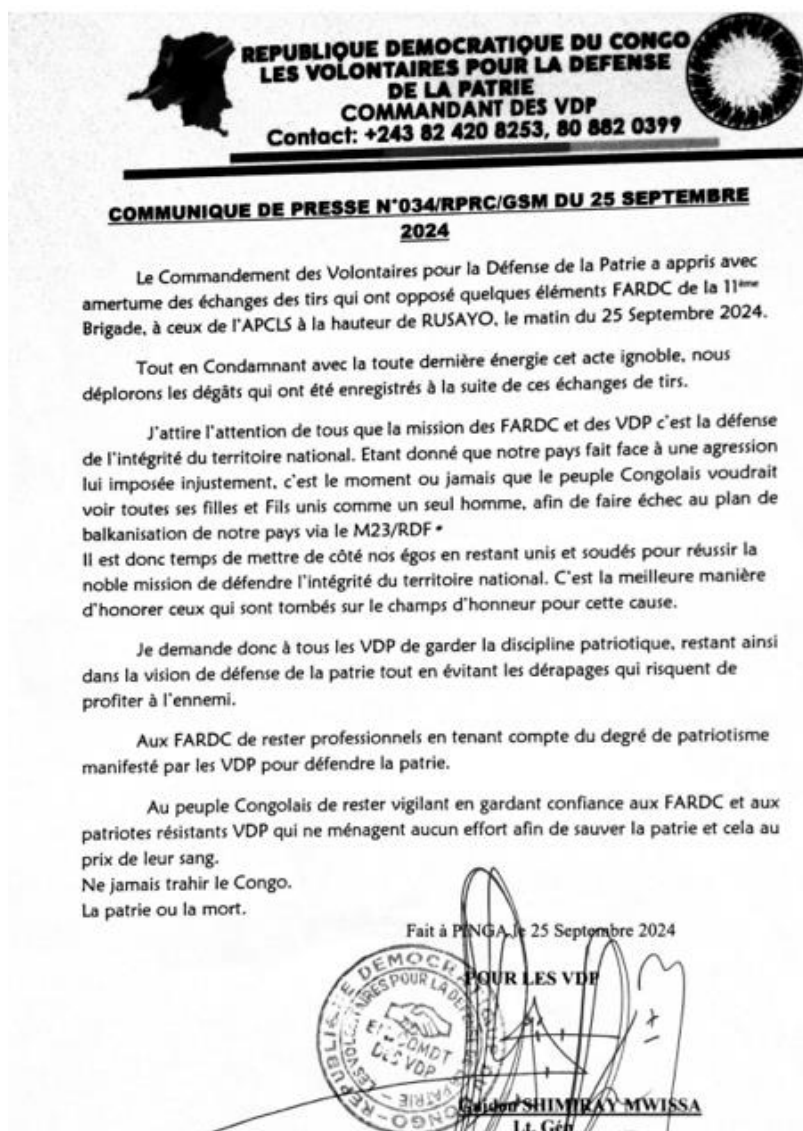 REPUBLIQUE DEMOCRATIQUE DU CONGO
LES VOLONTAIRES POUR LA DEFENSE
DE LA PATRIE
COMMANDANT DES VDP
Contact: +243 82 420 8253, 80 882 0399
COMMUNIQUE DE PRESSE N°034/RPRC/GSM DU 25 SEPTEMBRE
2024
Le Commandement des Volontaires pour la Défense de la Patrie a appris avec
amertume des échanges des tirs qui ont opposé quelques éléments FARDC de la 11ème
Brigade, à ceux de l'APCLS à la hauteur de RUSAYO, le matin du 25 Septembre 2024.
Tout en Condamnant avec la toute dernière énergie cet acte ignoble, nous
déplorons les dégâts qui ont été enregistrés à la suite de ces échanges de tirs.
J'attire l'attention de tous que la mission des FARDC et des VDP c'est la défense
de l'intégrité du territoire national. Etant donné que notre pays fait face à une agression
lui imposée injustement, c'est le moment ou jamais que le peuple Congolais voudrait
voir toutes ses filles et Fils unis comme un seul homme, afin de faire échec au plan de
balkanisation de notre pays via le M23/RDF •
Il est donc temps de mettre de côté nos égos en restant unis et soudés pour réussir la
noble mission de défendre l'intégrité du territoire national. C'est la meilleure manière
d'honorer ceux qui sont tombés sur le champs d'honneur pour cette cause.
Je demande donc à tous les VDP de garder la discipline patriotique, restant ainsi
dans la vision de défense de la patrie tout en évitant les dérapages qui risquent de
profiter à l'ennemi.
Aux FARDC de rester professionnels en tenant compte du degré de patriotisme
manifesté par les VDP pour défendre la patrie.
Au peuple Congolais de rester vigilant en gardant confiance aux FARDC et aux
patriotes résistants VDP qui ne ménagent aucun effort afin de sauver la patrie et cela au
prix de leur sang.
Ne jamais trahir le Congo.
La patrie ou la mort.
Fait à PINGA, le 25 Septembre 2024
POUR LES VDP
COMDT
DES VDP
Guidon SHIMIRAY MWISSA
Lt. Gén